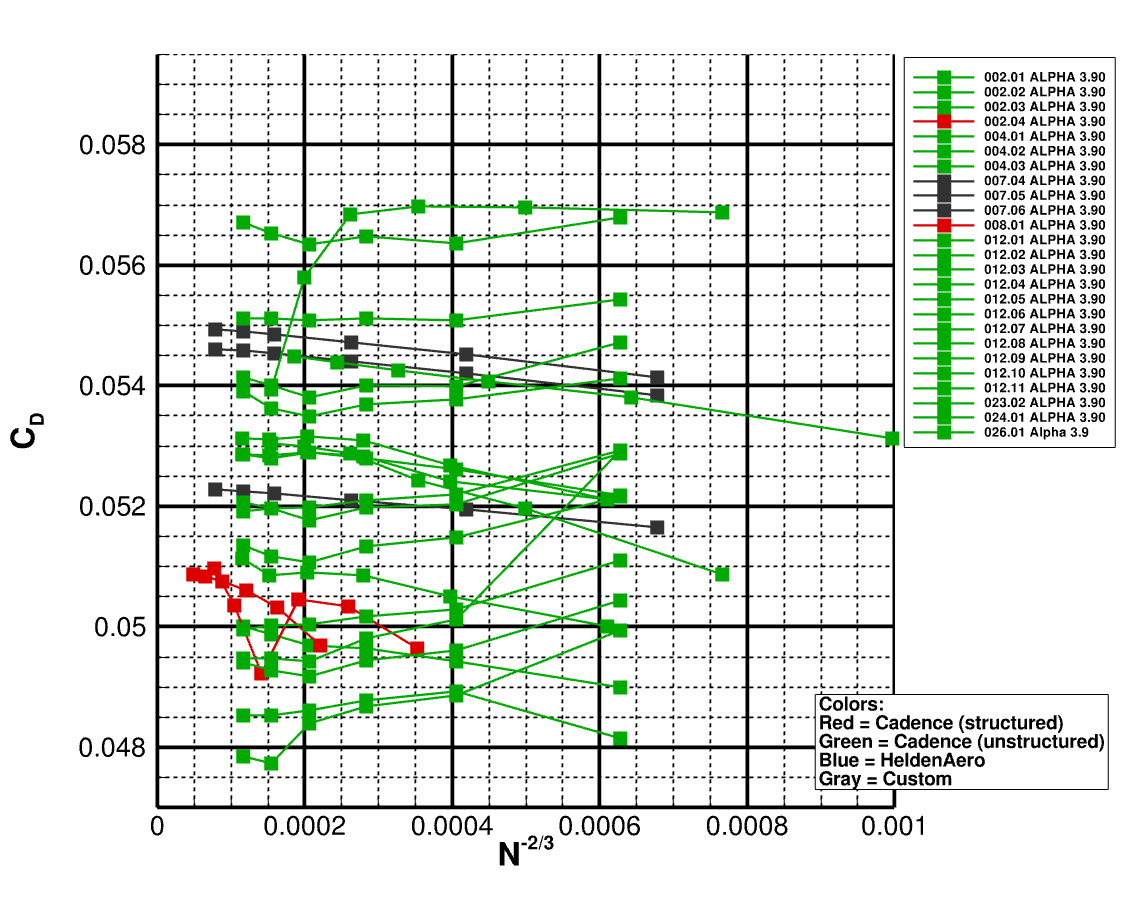 002.01 ALPHA 3.90
002.02 ALPHA 3.90
002.03 ALPHA 3.90
002.04 ALPHA 3.90
004.01 ALPHA 3.90
004.02 ALPHA 3.90
004.03 ALPHA 3.90
007.04 ALPHA 3.90
007.05 ALPHA 3.90
007.06 ALPHA 3.90
008.01 ALPHA 3.90
012.01 ALPHA 3.90
012.02 ALPHA 3.90
012.03 ALPHA 3.90
012.04 ALPHA 3.90
012.05 ALPHA 3.90
012.06 ALPHA 3.90
012.07 ALPHA 3.90
012.08 ALPHA 3.90
012.09 ALPHA 3.90
012.10 ALPHA 3.90
012.11 ALPHA 3.90
023.02 ALPHA 3.90
024.01 ALPHA 3.90
026.01 Alpha 3.9
0.058
0.056
0.054
0.052
0.05
0.048
C_D
Colors:
Red = Cadence (structured)
Green = Cadence (unstructured)
Blue = HeldenAero
Gray = Custom
0 0.0002 0.0004 0.0006 0.0008 0.001
N^-2/3